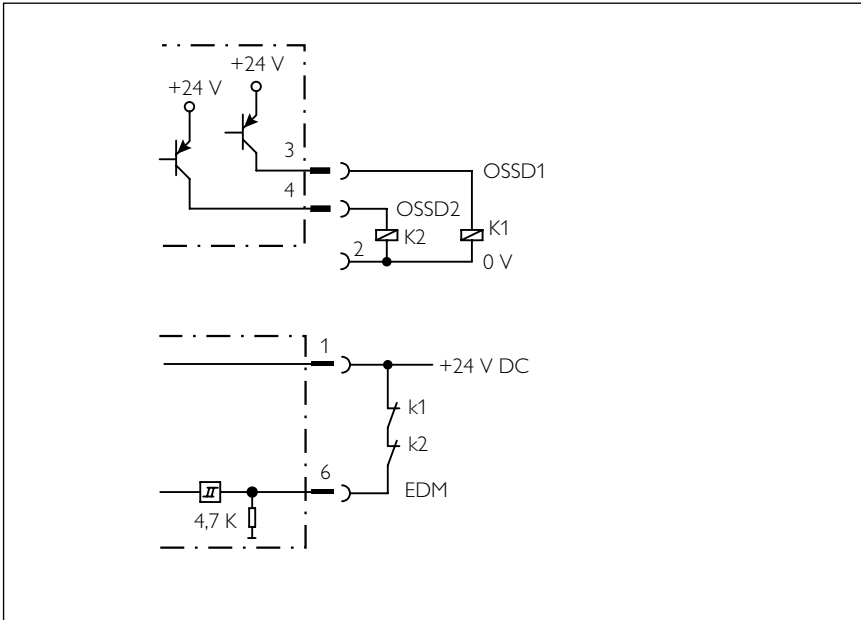 +24 V
+24 V
3
OSSD1
4
OSSD2
K2
K1
2
0 V
1
+24 V DC
k1
k2
6
EDM
4,7 K